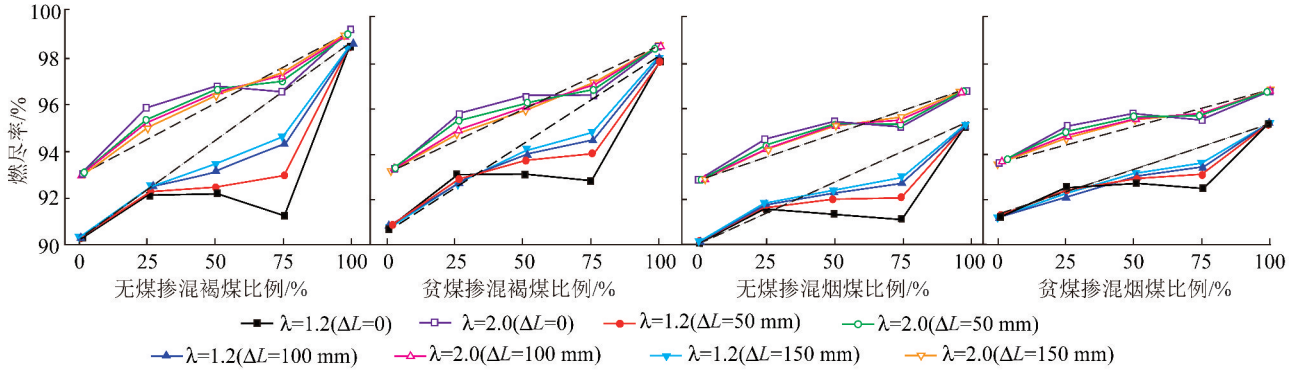 燃尽率/%
100
98
96
94
92
90
0 25 50 75 100 0 25 50 75 100 0 25 50 75 100 0 25 50 75 100
无煤掺混褐煤比例/% 贫煤掺混褐煤比例/% 无煤掺混烟煤比例/% 贫煤掺混烟煤比例/%
λ=1.2(ΔL=0) λ=2.0(ΔL=0) λ=1.2(ΔL=50 mm) λ=2.0(ΔL=50 mm)
λ=1.2(ΔL=100 mm) λ=2.0(ΔL=100 mm) λ=1.2(ΔL=150 mm) λ=2.0(ΔL=150 mm)